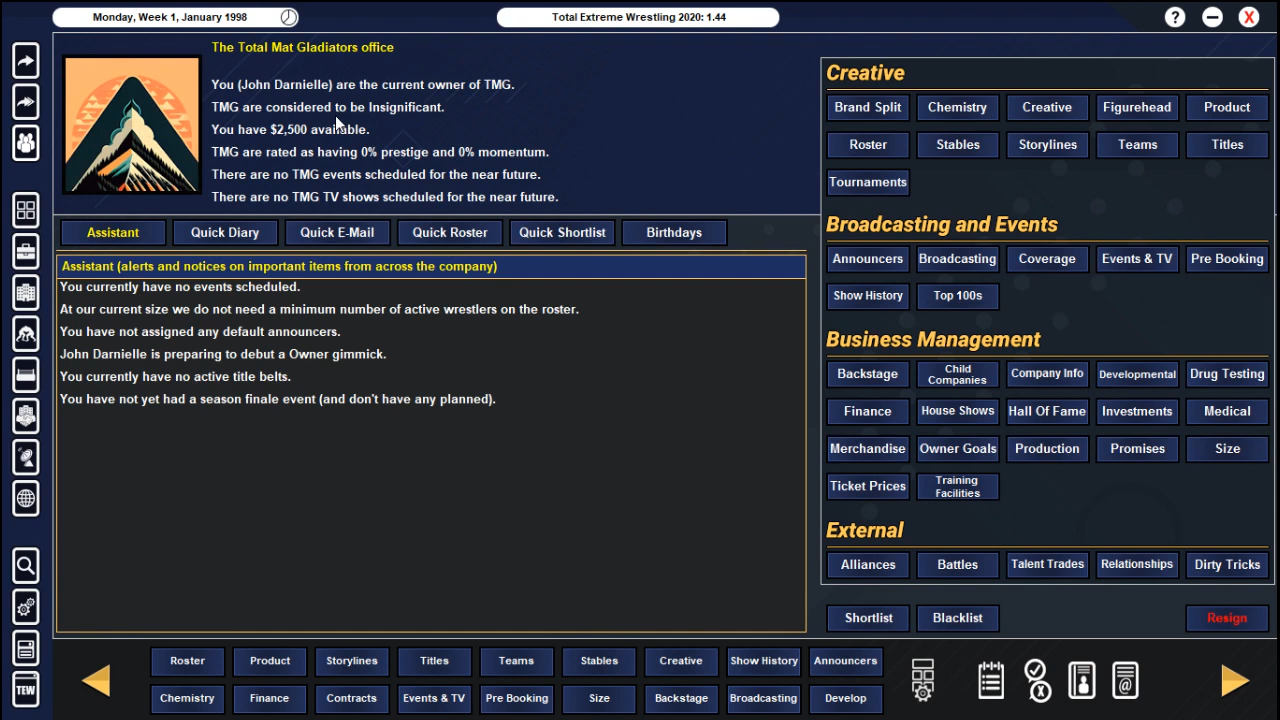 Monday, Week 1, January 1998
Total Extreme Wrestling 2020: 1.44
? X
The Total Mat Gladiators office
You (John Darnielle) are the current owner of TMG.
TMG are considered to be Insignificant.
You have $2,500 available.
TMG are rated as having 0% prestige and 0% momentum.
There are no TMG events scheduled for the near future.
There are no TMG TV shows scheduled for the near future.
Assistant Quick Diary Quick E-Mail Quick Roster Quick Shortlist Birthdays
Assistant (alerts and notices on important items from across the company)
You currently have no events scheduled.
At our current size we do not need a minimum number of active wrestlers on the roster.
You have not assigned any default announcers.
John Darnielle is preparing to debut a Owner gimmick.
You currently have no active title belts.
You have not yet had a season finale event (and don't have any planned).
Creative
Brand Split Chemistry Creative Figurehead Product
Roster Stables Storylines Teams Titles
Tournaments
Broadcasting and Events
Announcers Broadcasting Coverage Events & TV Pre Booking
Show History Top 100s
Business Management
Backstage Child Companies Company Info Developmental Drug Testing
Finance House Shows Hall Of Fame Investments Medical
Merchandise Owner Goals Production Promises Size
Ticket Prices Training Facilities
External
Alliances Battles Talent Trades Relationships Dirty Tricks
Shortlist Blacklist Resign
Roster Product Storylines Titles Teams Stables Creative Show History Announcers
Chemistry Finance Contracts Events & TV Pre Booking Size Backstage Broadcasting Develop
TEW